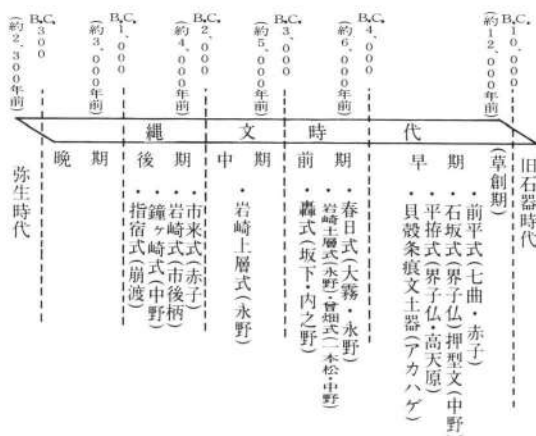 B.C. 10,000
(約12,000年前)
B.C. 4,000
(約6,000年前)
B.C. 3,000
(約5,000年前)
B.C. 2,000
(約4,000年前)
B.C. 1,000
(約3,000年前)
B.C. 300
(約2,300年前)
縄文時代
旧石器時代
(草創期)
早期
・前平式(七曲・赤子)
・石坂式(界子仏)押型文(中野
・平拵式(界子仏・高天原)
・貝殻条痕文土器(アカハゲ)
前期
・春日式(大霧・永野)
・岩崎上層式(永野)・曾畑式(一本松・中野)
・轟式(坂下・内之野)
中期
・岩崎上層式(永野)
後期
・市来式(赤子)
・岩崎式(市後柄)
・鐘ヶ崎式(中野)
・指宿式(崩渡)
晩期
弥生時代